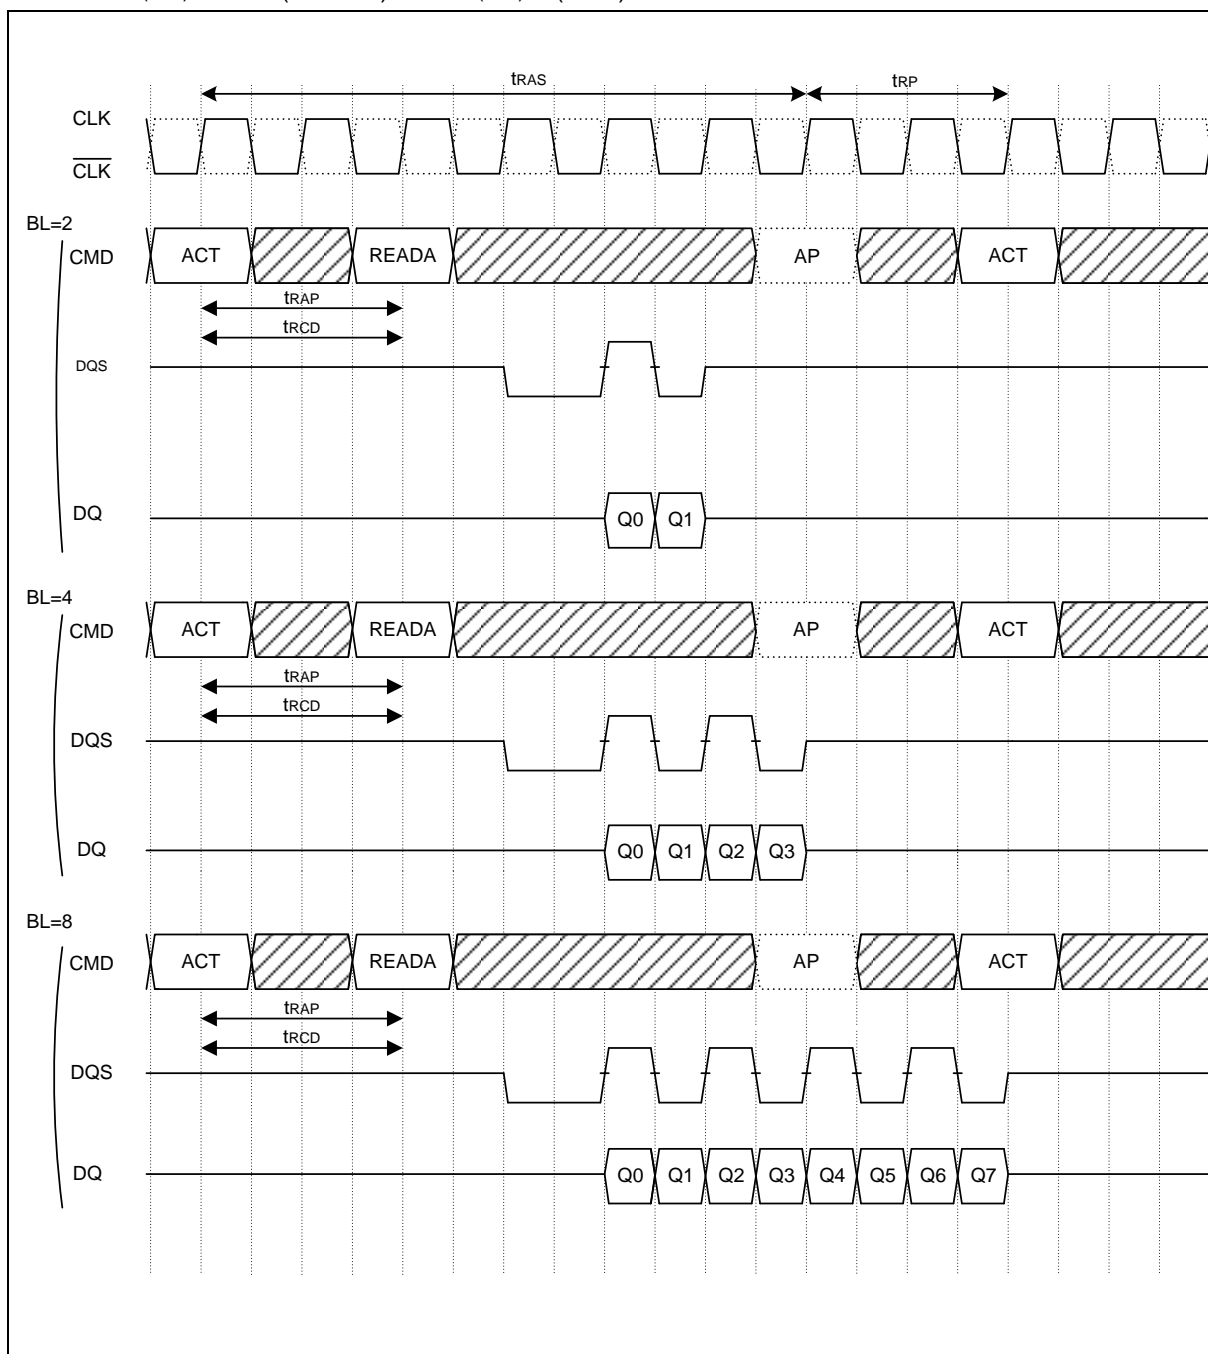 tRAS tRP
CLK
CLK
BL=2
CMD ACT READA AP ACT
tRAP
tRCD
DQS
DQ Q0 Q1
BL=4
CMD ACT READA AP ACT
tRAP
tRCD
DQS
DQ Q0 Q1 Q2 Q3
BL=8
CMD ACT READA AP ACT
tRAP
tRCD
DQS
DQ Q0 Q1 Q2 Q3 Q4 Q5 Q6 Q7